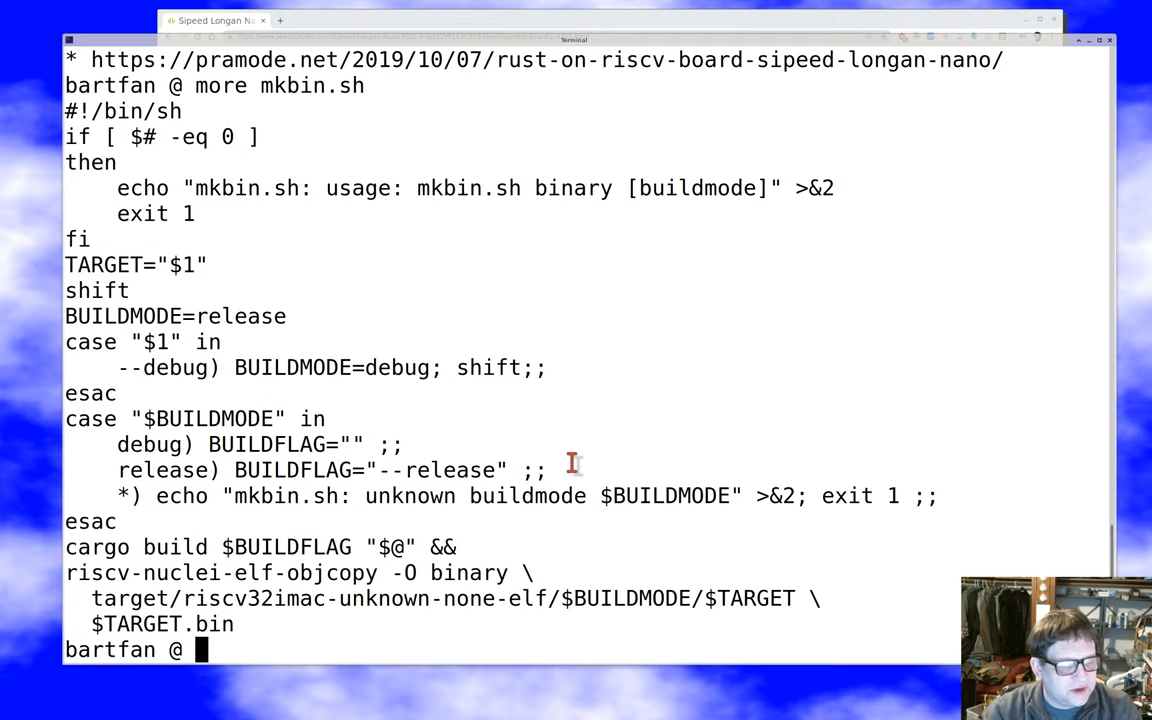 Sipeed Longan Na
Terminal
* https://pramode.net/2019/10/07/rust-on-riscv-board-sipeed-longan-nano/
bartfan @ more mkbin.sh
#!/bin/sh
if [ $# -eq 0 ]
then
    echo "mkbin.sh: usage: mkbin.sh binary [buildmode]" >&2
    exit 1
fi
TARGET="$1"
shift
BUILDMODE=release
case "$1" in
    --debug) BUILDMODE=debug; shift;;
esac
case "$BUILDMODE" in
    debug) BUILDFLAG="" ;;
    release) BUILDFLAG="--release" ;;
    *) echo "mkbin.sh: unknown buildmode $BUILDMODE" >&2; exit 1 ;;
esac
cargo build $BUILDFLAG "$@" &&
riscv-nuclei-elf-objcopy -O binary \
  target/riscv32imac-unknown-none-elf/$BUILDMODE/$TARGET \
  $TARGET.bin
bartfan @